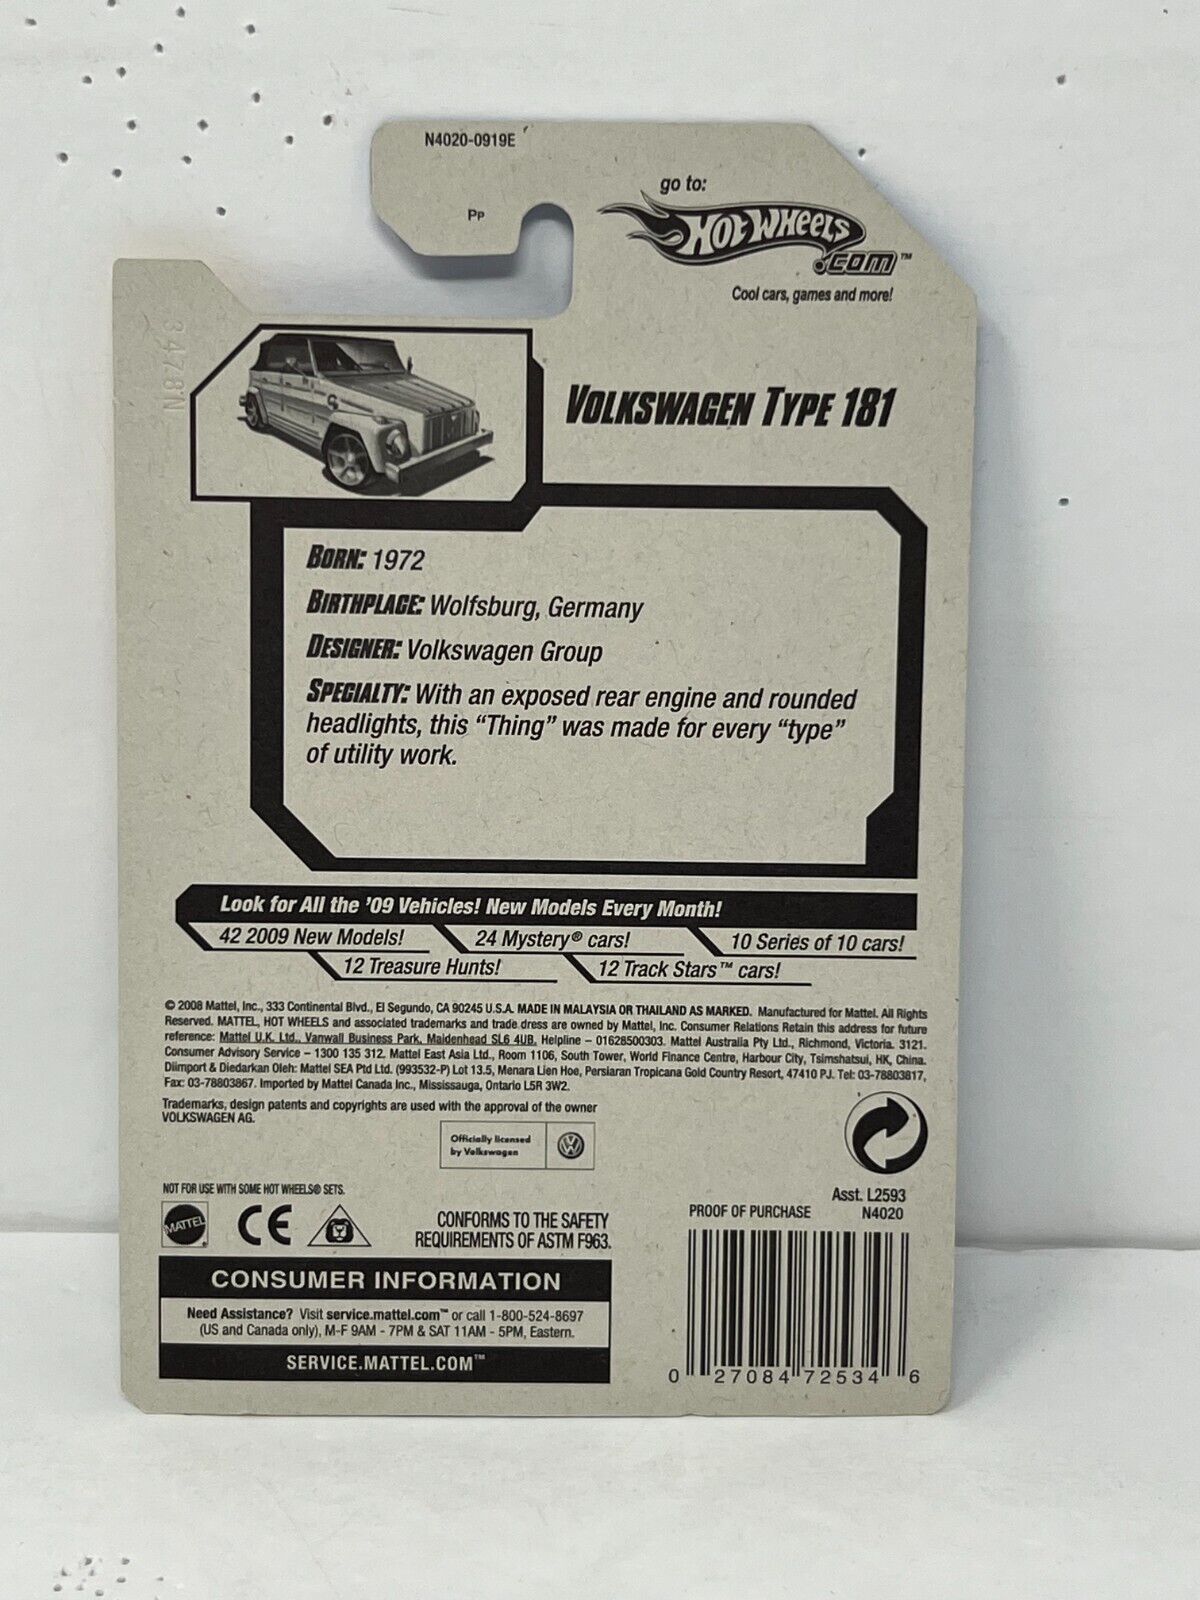 N4020-0919E
PP
go to:
HOT WHEELS
.COM™
Cool cars, games and more!
3478'N
VOLKSWAGEN TYPE 181
BORN: 1972
BIRTHPLACE: Wolfsburg, Germany
DESIGNER: Volkswagen Group
SPECIALTY: With an exposed rear engine and rounded
headlights, this “Thing” was made for every “type”
of utility work.
Look for All the ’09 Vehicles! New Models Every Month!
42 2009 New Models! 24 Mystery® cars! 10 Series of 10 cars!
12 Treasure Hunts! 12 Track Stars™ cars!
© 2008 Mattel, Inc., 333 Continental Blvd., El Segundo, CA 90245 U.S.A. MADE IN MALAYSIA OR THAILAND AS MARKED. Manufactured for Mattel. All Rights
Reserved. MATTEL, HOT WHEELS and associated trademarks and trade dress are owned by Mattel, Inc. Consumer Relations Retain this address for future
reference: Mattel U.K. Ltd., Vanwall Business Park, Maidenhead SL6 4UB. Helpline – 01628500303. Mattel Australia Pty Ltd., Richmond, Victoria. 3121.
Consumer Advisory Service – 1300 135 312. Mattel East Asia Ltd., Room 1106, South Tower, World Finance Centre, Harbour City, Tsimshatsui, HK, China.
Diimport & Diedarkan Oleh: Mattel SEA Ptd Ltd. (993532-P) Lot 13.5, Menara Lien Hoe, Persiaran Tropicana Gold Country Resort, 47410 PJ. Tel: 03-78803817,
Fax: 03-78803867. Imported by Mattel Canada Inc., Mississauga, Ontario L5R 3W2.
Trademarks, design patents and copyrights are used with the approval of the owner
VOLKSWAGEN AG.
Officially licensed
by Volkswagen
NOT FOR USE WITH SOME HOT WHEELS® SETS.
MATTEL
CE
CONFORMS TO THE SAFETY
REQUIREMENTS OF ASTM F963.
Asst. L2593
PROOF OF PURCHASE N4020
CONSUMER INFORMATION
Need Assistance? Visit service.mattel.com™ or call 1-800-524-8697
(US and Canada only), M-F 9AM - 7PM & SAT 11AM - 5PM, Eastern.
SERVICE.MATTEL.COM™
0 27084 72534 6